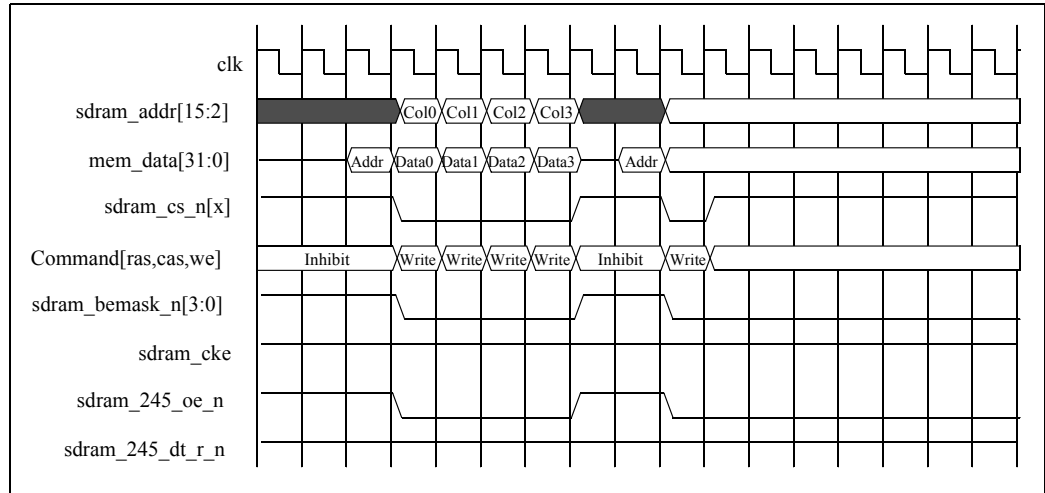 clk
sdram_addr[15:2] Col0 Col1 Col2 Col3
mem_data[31:0] Addr Data0 Data1 Data2 Data3 Addr
sdram_cs_n[x]
Command[ras,cas,we] Inhibit Write Write Write Write Inhibit Write
sdram_bemask_n[3:0]
sdram_cke
sdram_245_oe_n
sdram_245_dt_r_n